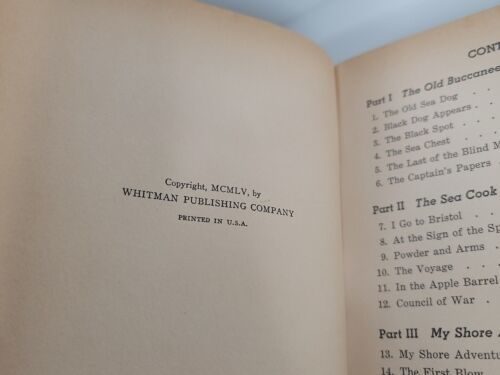 Copyright, MCMLV, by
WHITMAN PUBLISHING COMPANY
PRINTED IN U.S.A.
Part I The Old Buccaneer
1. The Old Sea Dog . .
2. Black Dog Appears .
3. The Black Spot . .
4. The Sea Chest . .
5. The Last of the Blind
6. The Captain's Papers .
Part II The Sea Cook
7. I Go to Bristol . .
8. At the Sign of the
9. Powder and Arms . .
10. The Voyage . .
11. In the Apple Barrel
12. Council of War . .
Part III My Shore
13. My Shore
14. The First Blow